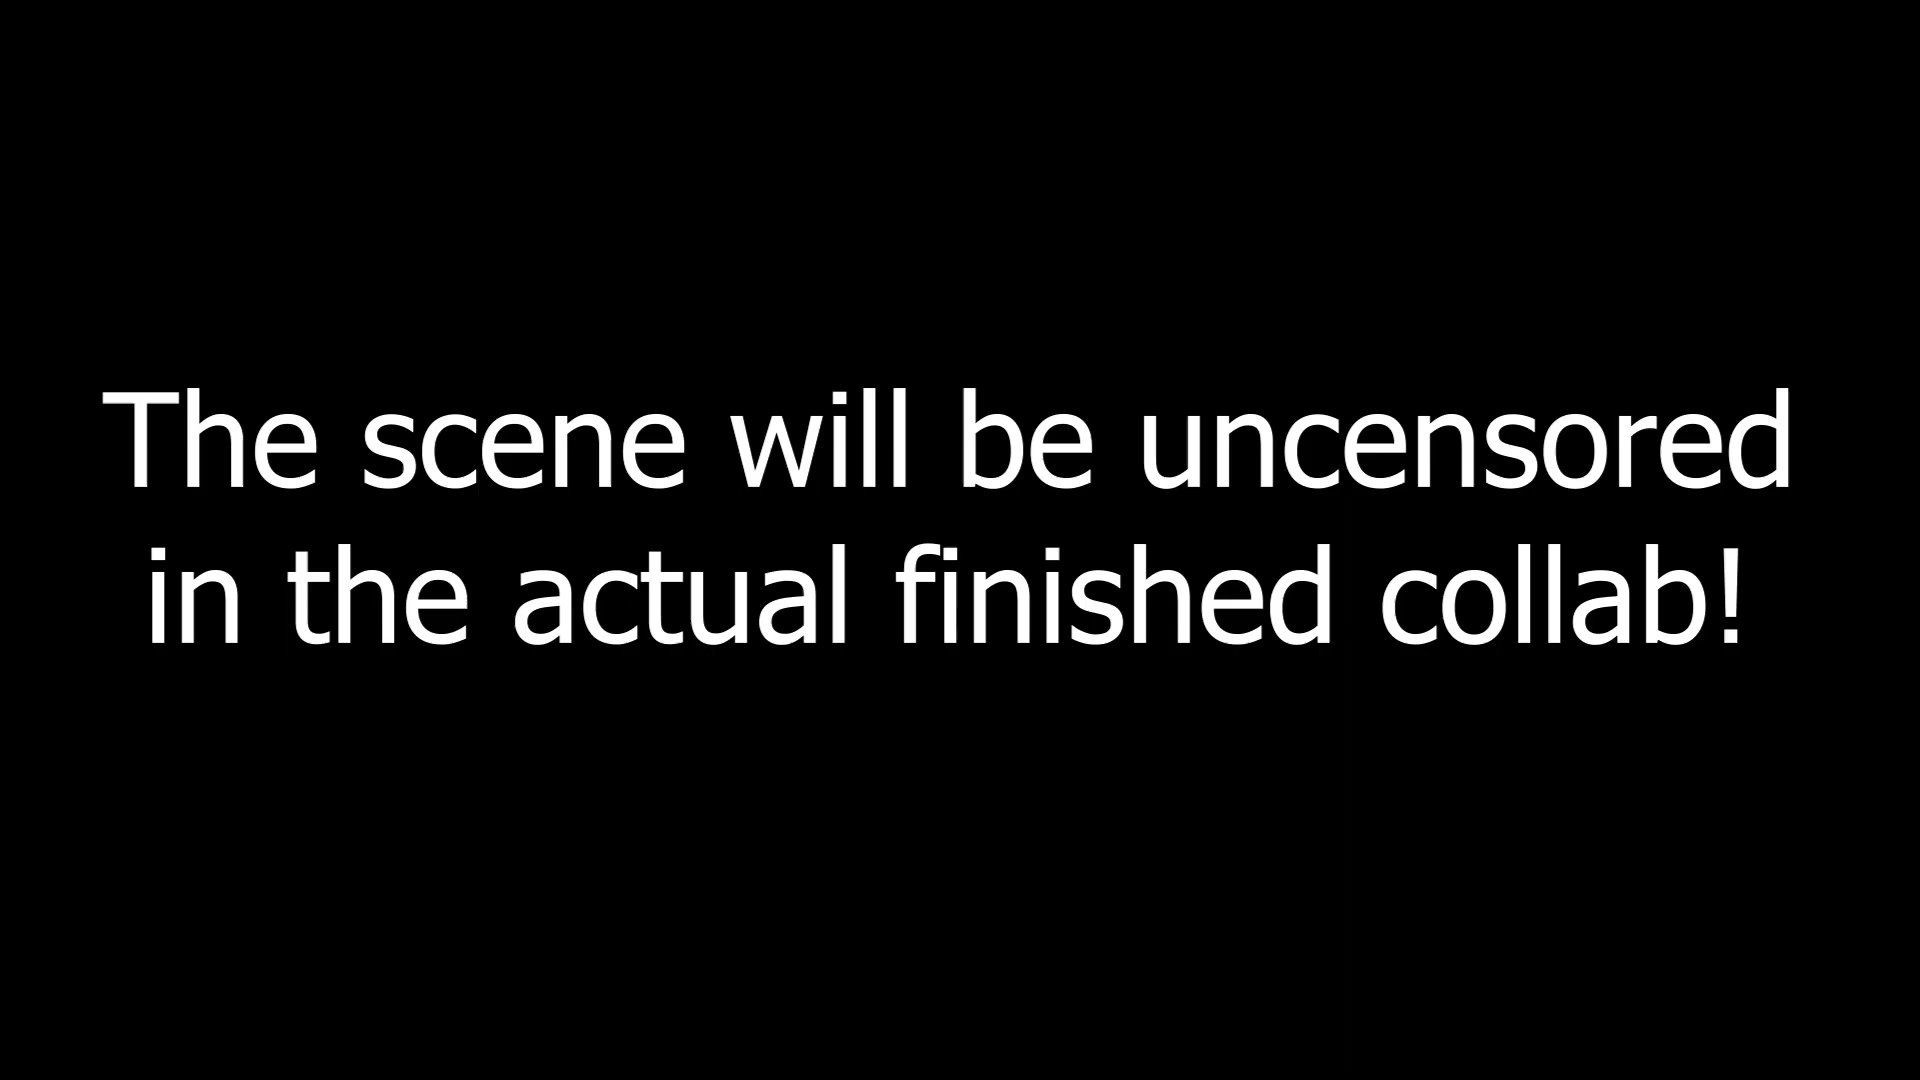 The scene will be uncensored
in the actual finished collab!